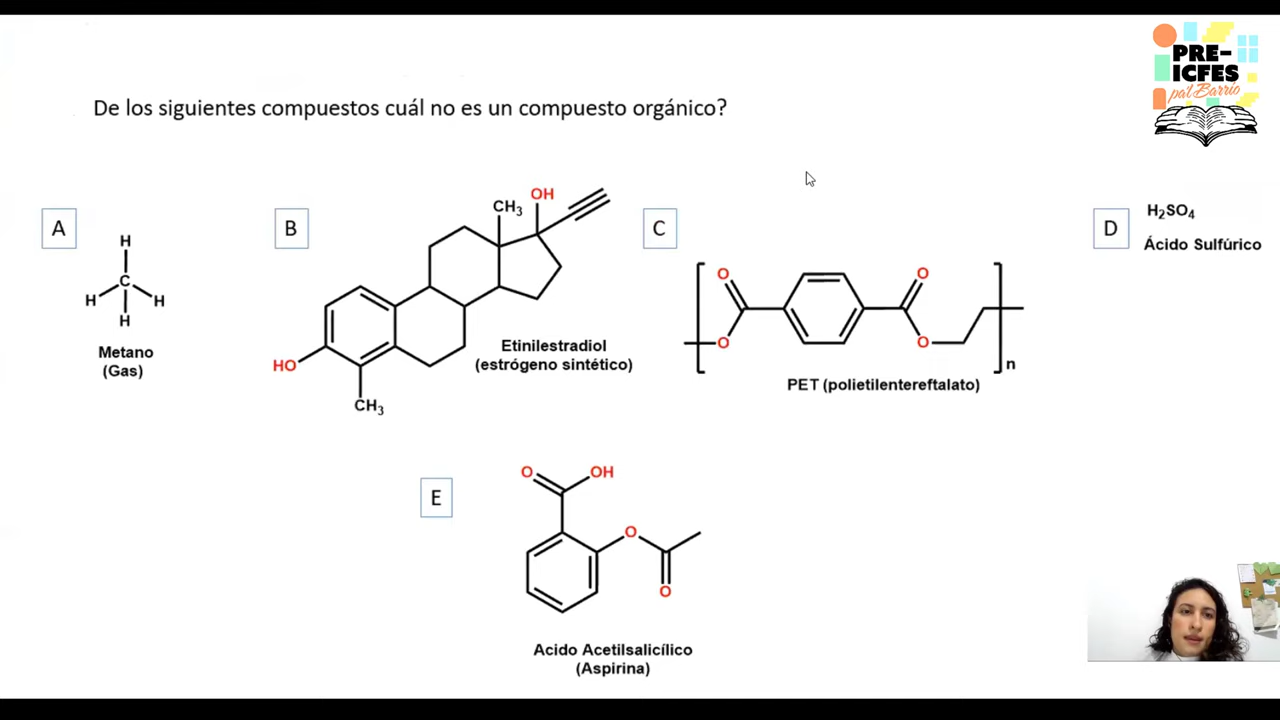 PRE-
ICFES
pa'l Barrio
De los siguientes compuestos cuál no es un compuesto orgánico?
A
H
C
H
H
H
Metano
(Gas)
B
OH
CH3
HO
CH3
Etinilestradiol
(estrógeno sintético)
C
O
O
O
O
n
PET (polietilentereftalato)
D
H2SO4
Ácido Sulfúrico
E
O
OH
O
O
Acido Acetilsalicílico
(Aspirina)